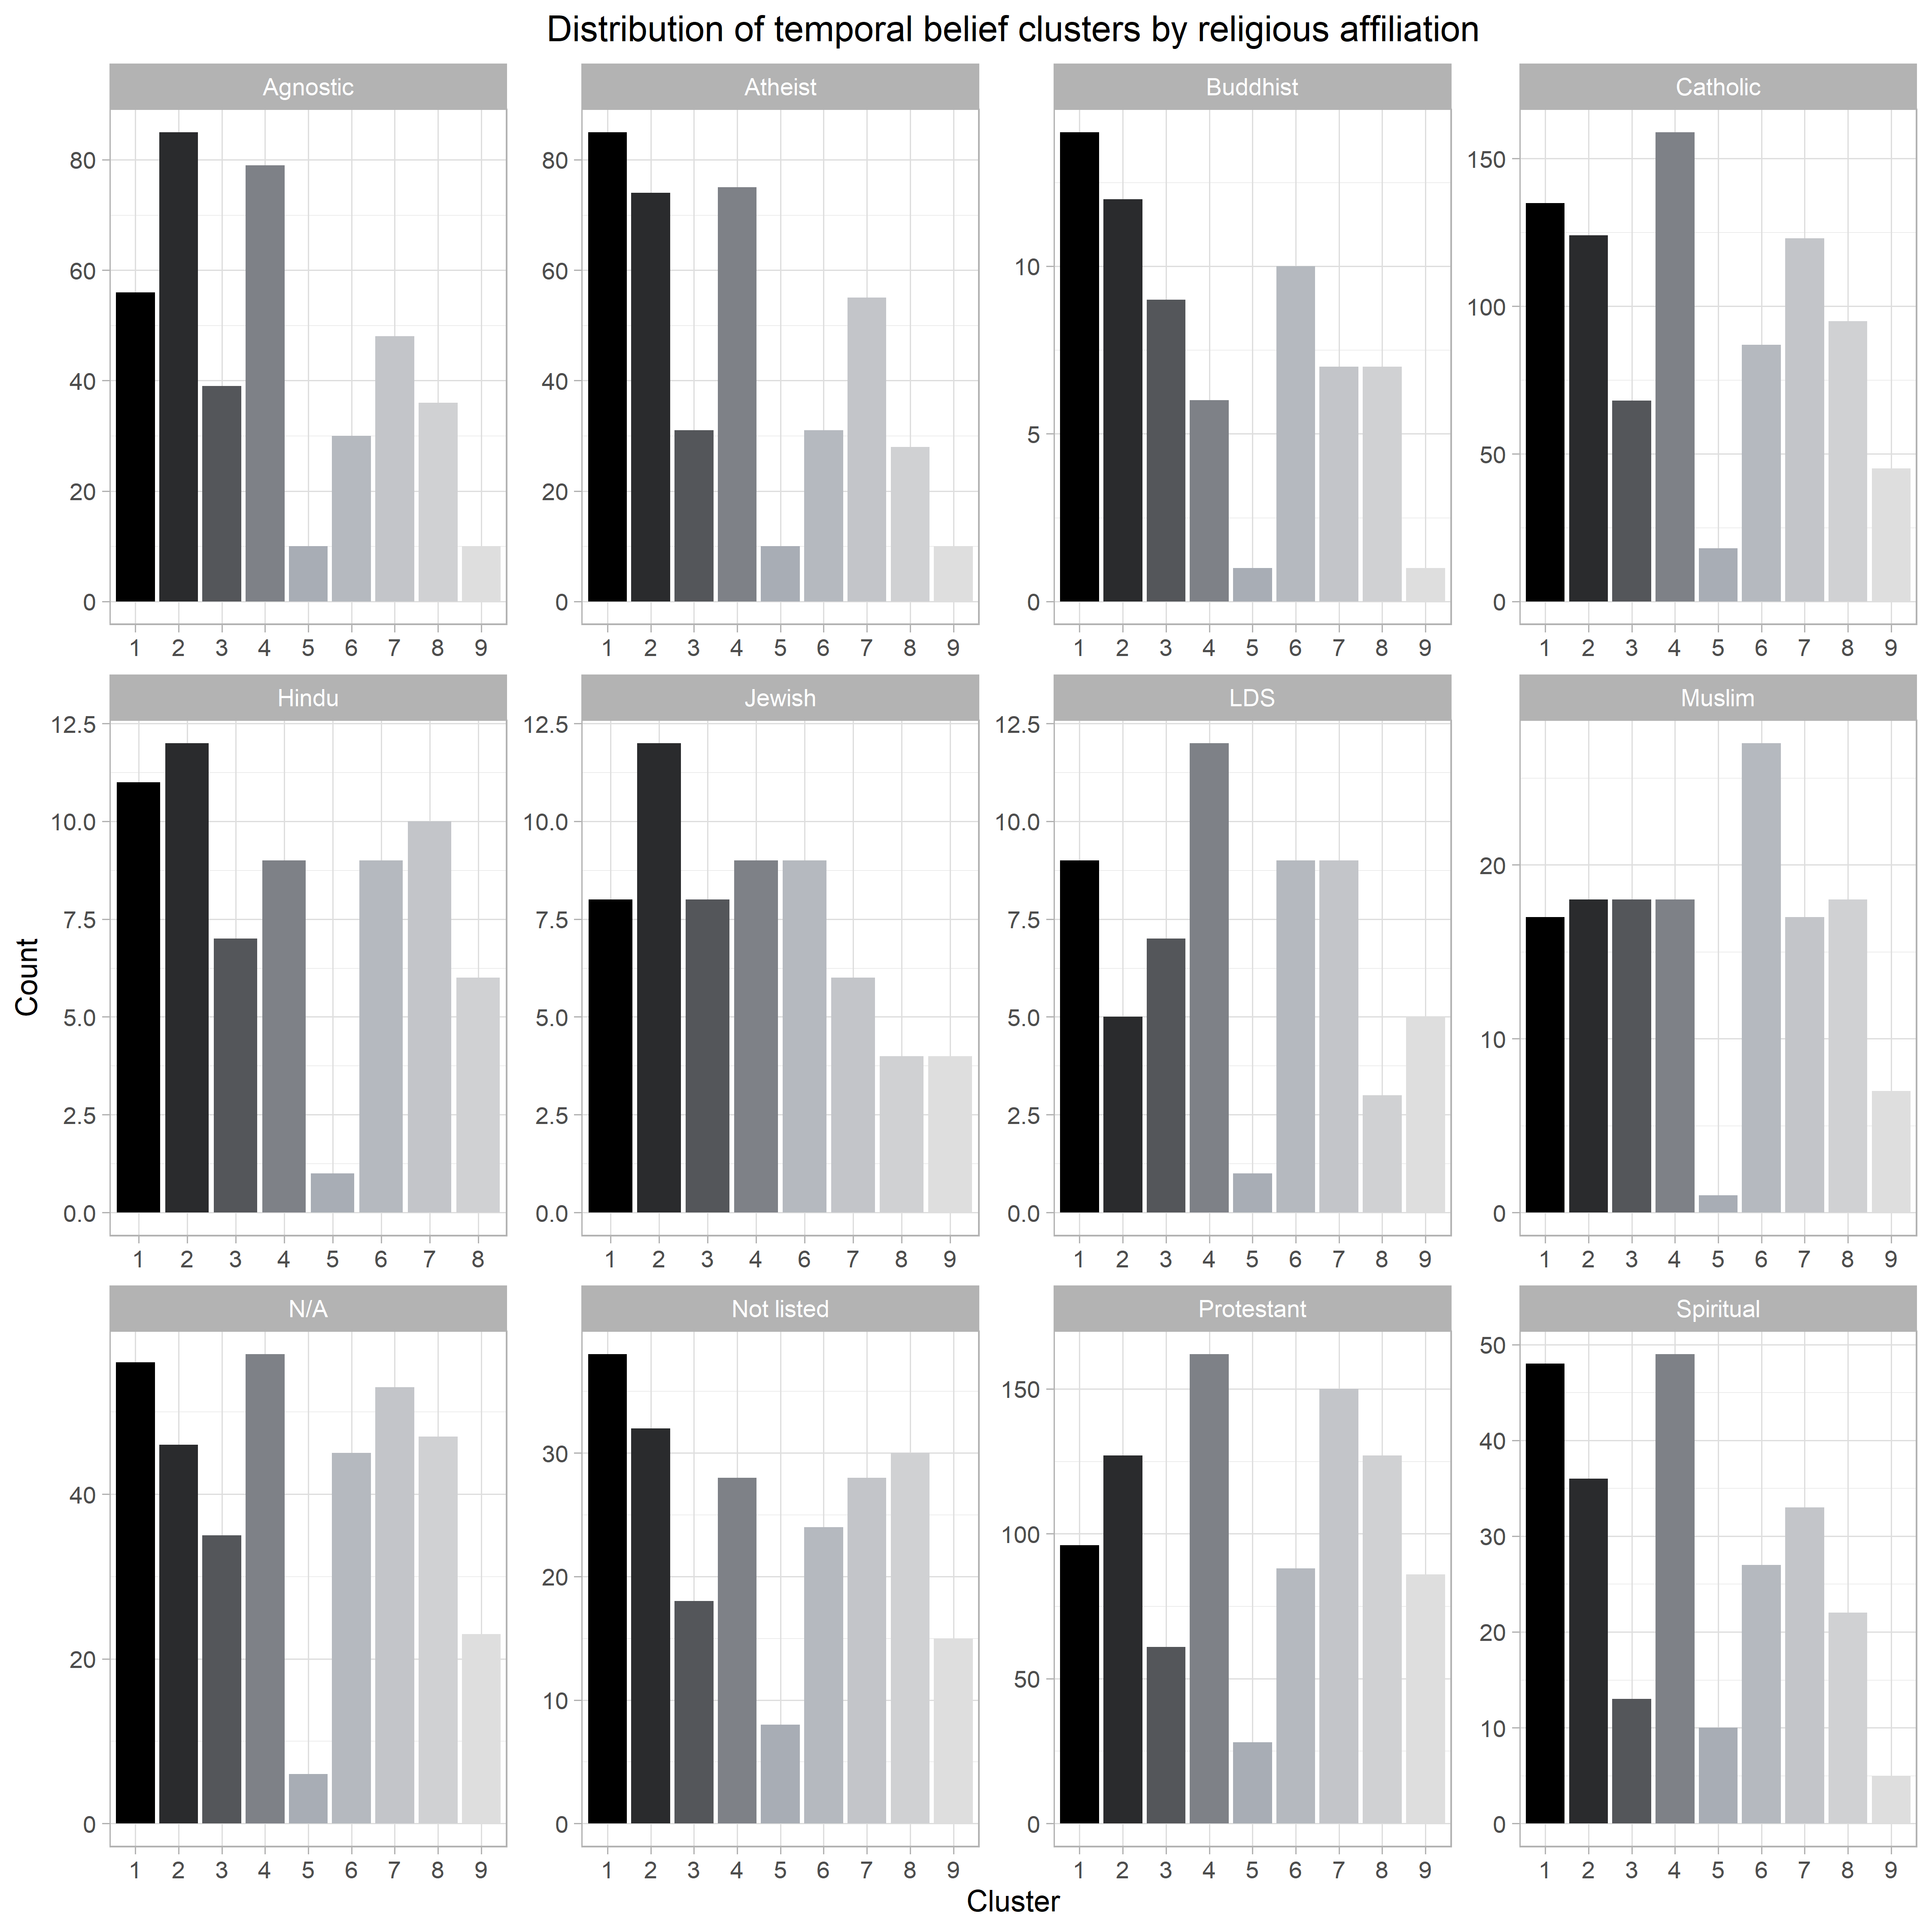 Distribution of temporal belief clusters by religious affiliation
Agnostic
80
60
40
20
0
1 2 3 4 5 6 7 8 9
Atheist
80
60
40
20
0
1 2 3 4 5 6 7 8 9
Buddhist
10
5
0
1 2 3 4 5 6 7 8 9
Catholic
150
100
50
0
1 2 3 4 5 6 7 8 9
Count
Hindu
12.5
10.0
7.5
5.0
2.5
0.0
1 2 3 4 5 6 7 8
Jewish
12.5
10.0
7.5
5.0
2.5
0.0
1 2 3 4 6 7 8 9
LDS
12.5
10.0
7.5
5.0
2.5
0.0
1 2 3 4 5 6 7 8 9
Muslim
20
10
0
1 2 3 4 5 6 7 8 9
N/A
40
20
0
1 2 3 4 5 6 7 8 9
Not listed
30
20
10
0
1 2 3 4 5 6 7 8 9
Protestant
150
100
50
0
1 2 3 4 5 6 7 8 9
Spiritual
50
40
30
20
10
0
1 2 3 4 5 6 7 8 9
Cluster